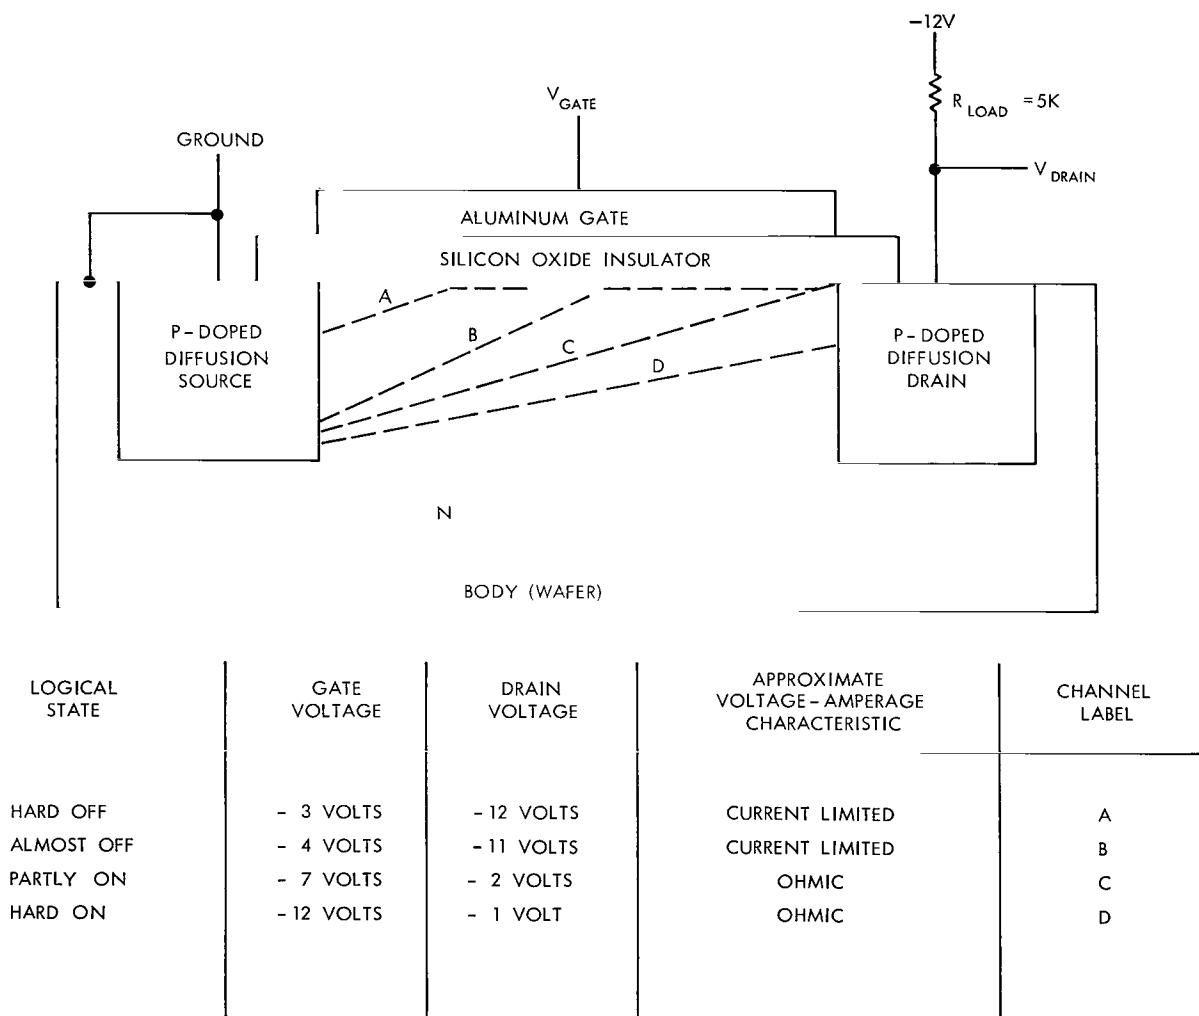 -12V
R LOAD = 5K
V GATE
GROUND
V DRAIN
ALUMINUM GATE
SILICON OXIDE INSULATOR
A
B
C
D
P-DOPED
DIFFUSION
SOURCE
P-DOPED
DIFFUSION
DRAIN
N
BODY (WAFER)
LOGICAL STATE | GATE VOLTAGE | DRAIN VOLTAGE | APPROXIMATE VOLTAGE-AMPERAGE CHARACTERISTIC | CHANNEL LABEL
HARD OFF | - 3 VOLTS | -12 VOLTS | CURRENT LIMITED | A
ALMOST OFF | - 4 VOLTS | -11 VOLTS | CURRENT LIMITED | B
PARTLY ON | - 7 VOLTS | - 2 VOLTS | OHMIC | C
HARD ON | -12 VOLTS | - 1 VOLT | OHMIC | D